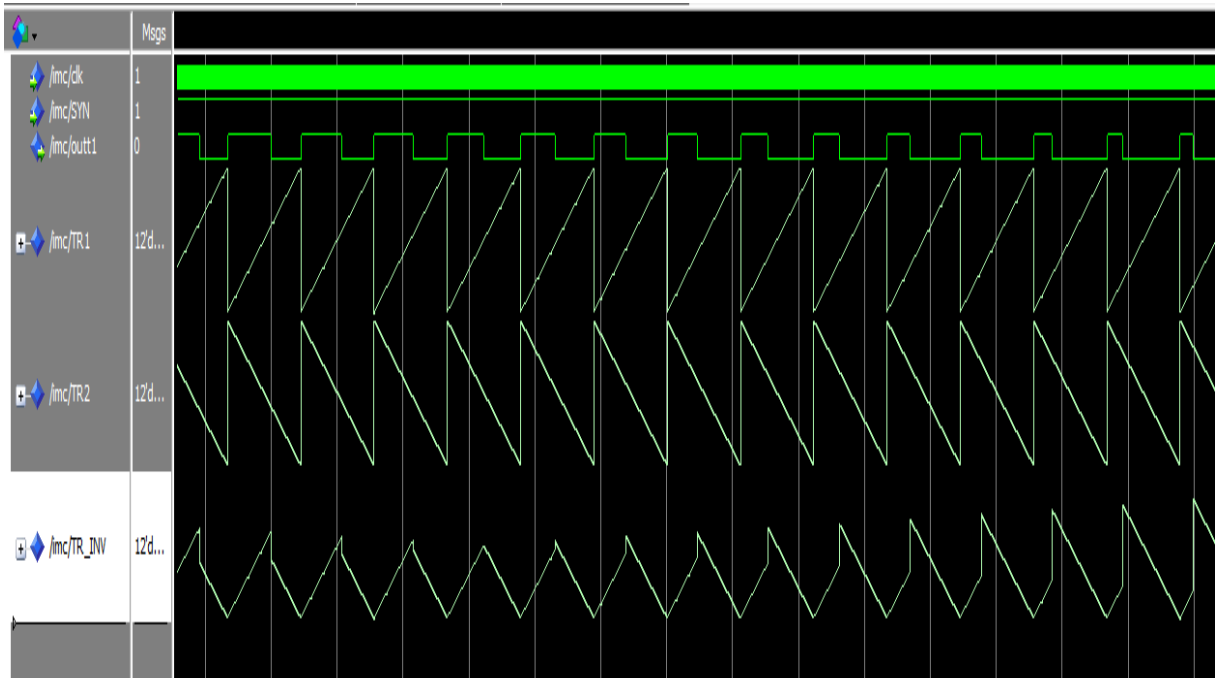 Msgs
/imc/clk 1
/imc/SYN 1
/imc/outt1 0
/imc/TR1 12'd...
/imc/TR2 12'd...
/imc/TR_INV 12'd...